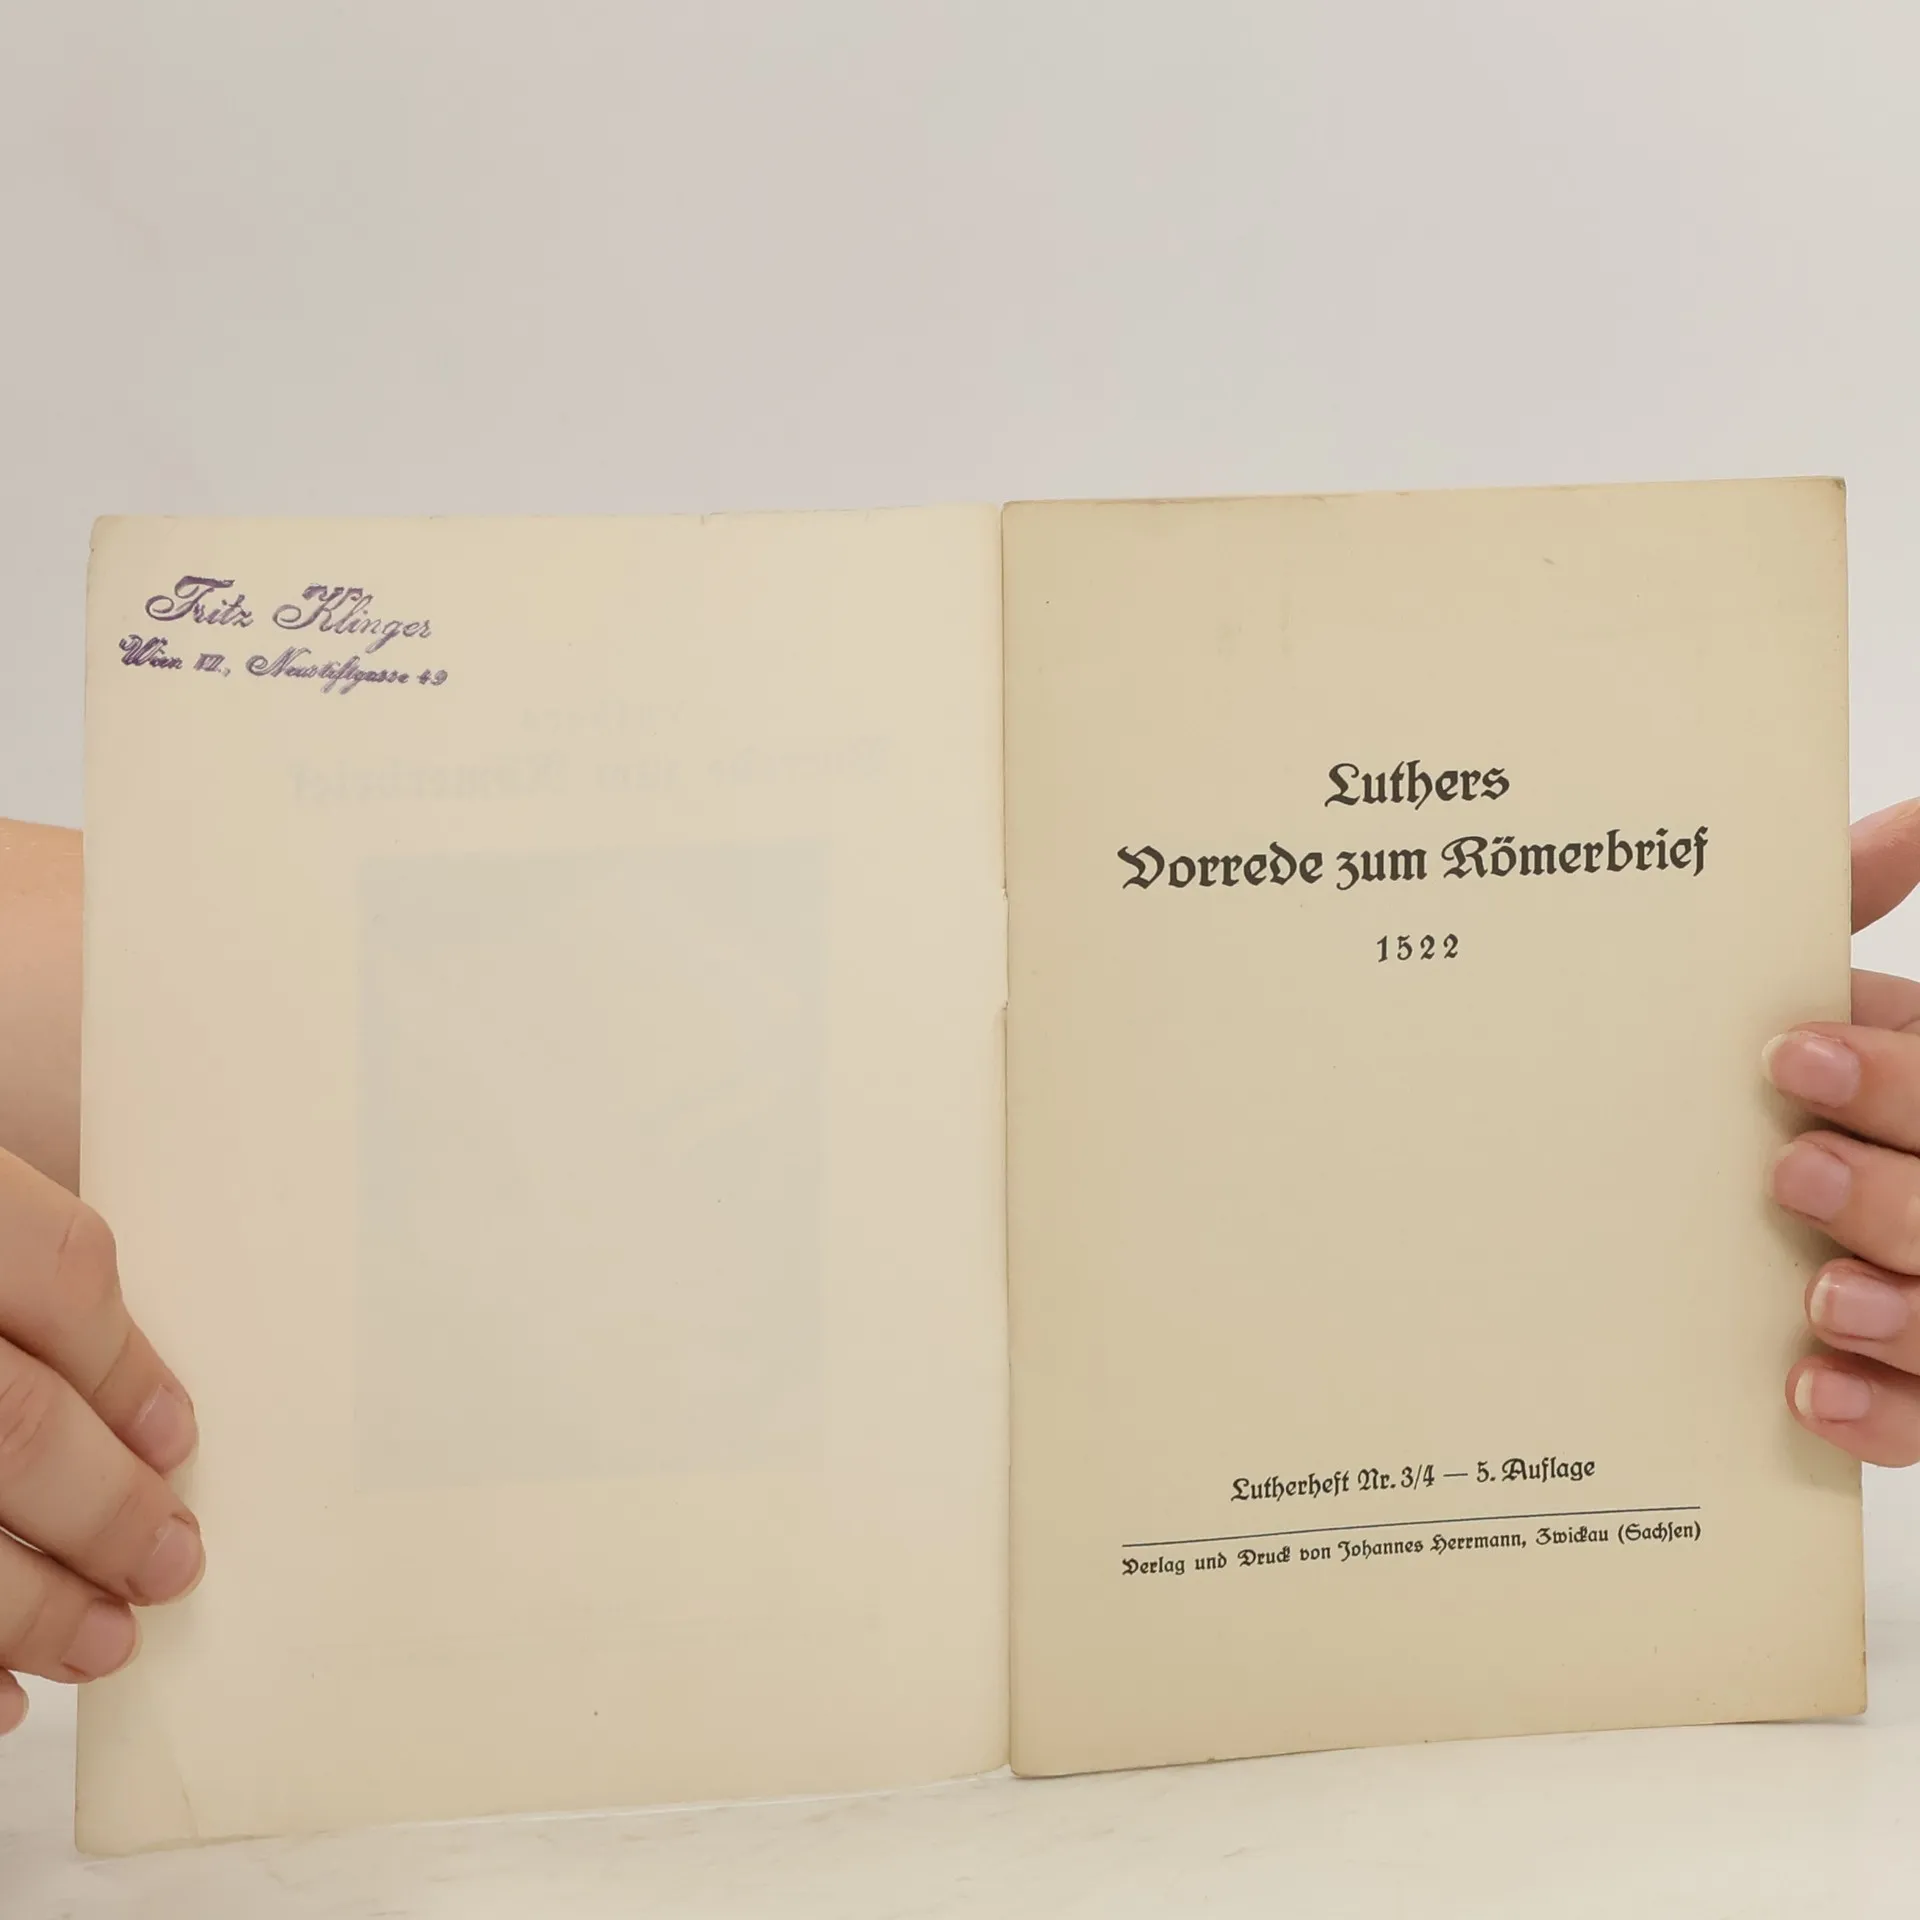 Fritz Klinger
Wien VII., Neustiftgasse 49
Luthers
Vorrede zum Römerbrief
1522
Lutherheft Nr. 3/4 — 5. Auflage
Verlag und Druck von Johannes Herrmann, Zwickau (Sachsen)